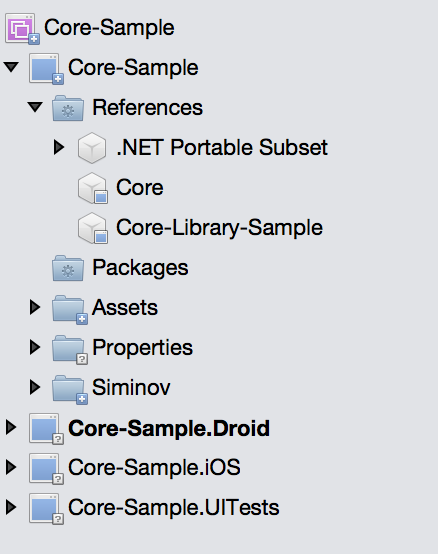 Core-Sample
Core-Sample
References
.NET Portable Subset
Core
Core-Library-Sample
Packages
Assets
Properties
Siminov
Core-Sample.Droid
Core-Sample.iOS
Core-Sample.UITests